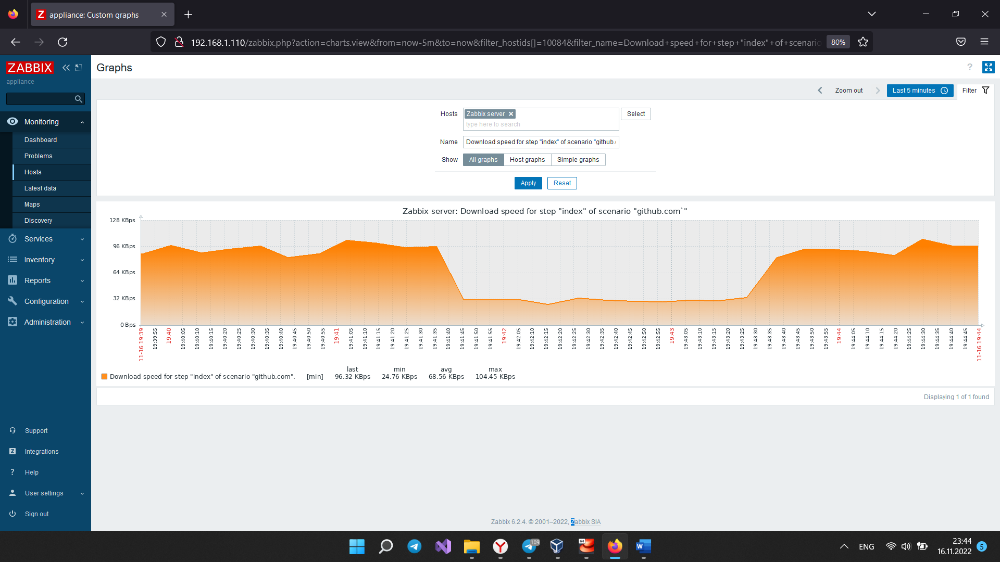 appliance: Custom graphs
192.168.1.110/zabbix.php?action=charts.view&from=now-5m&to=now&filter_hostids[]=10084&filter_name=Download+speed+for+step+"index"+of+scenario
80%
ZABBIX
appliance
Graphs
?
Zoom out
Last 5 minutes
Filter
Monitoring
Dashboard
Problems
Hosts
Latest data
Maps
Discovery
Services
Inventory
Reports
Configuration
Administration
Support
Integrations
Help
User settings
Sign out
Hosts
Zabbix server
type here to search
Select
Name
Download speed for step "index" of scenario "github.
Show
All graphs
Host graphs
Simple graphs
Apply
Reset
Zabbix server: Download speed for step "index" of scenario "github.com`"
128 KBps
96 KBps
64 KBps
32 KBps
0 Bps
11-16 19:39
19:39:55
19:40
19:40:05
19:40:10
19:40:15
19:40:20
19:40:25
19:40:30
19:40:35
19:40:40
19:40:45
19:40:50
19:40:55
19:41
19:41:05
19:41:10
19:41:15
19:41:20
19:41:25
19:41:30
19:41:35
19:41:40
19:41:45
19:41:50
19:41:55
19:42
19:42:05
19:42:10
19:42:15
19:42:20
19:42:25
19:42:30
19:42:35
19:42:40
19:42:45
19:42:50
19:42:55
19:43
19:43:05
19:43:10
19:43:15
19:43:20
19:43:25
19:43:30
19:43:35
19:43:40
19:43:45
19:43:50
19:43:55
19:44
19:44:05
19:44:10
19:44:15
19:44:20
19:44:25
19:44:30
19:44:35
19:44:40
19:44:45
11-16 19:44
last min avg max
Download speed for step "index" of scenario "github.com". [min] 96.32 KBps 24.76 KBps 68.56 KBps 104.45 KBps
Displaying 1 of 1 found
Zabbix 6.2.4. © 2001–2022, Zabbix SIA
109
64
ENG
23:44
16.11.2022
5